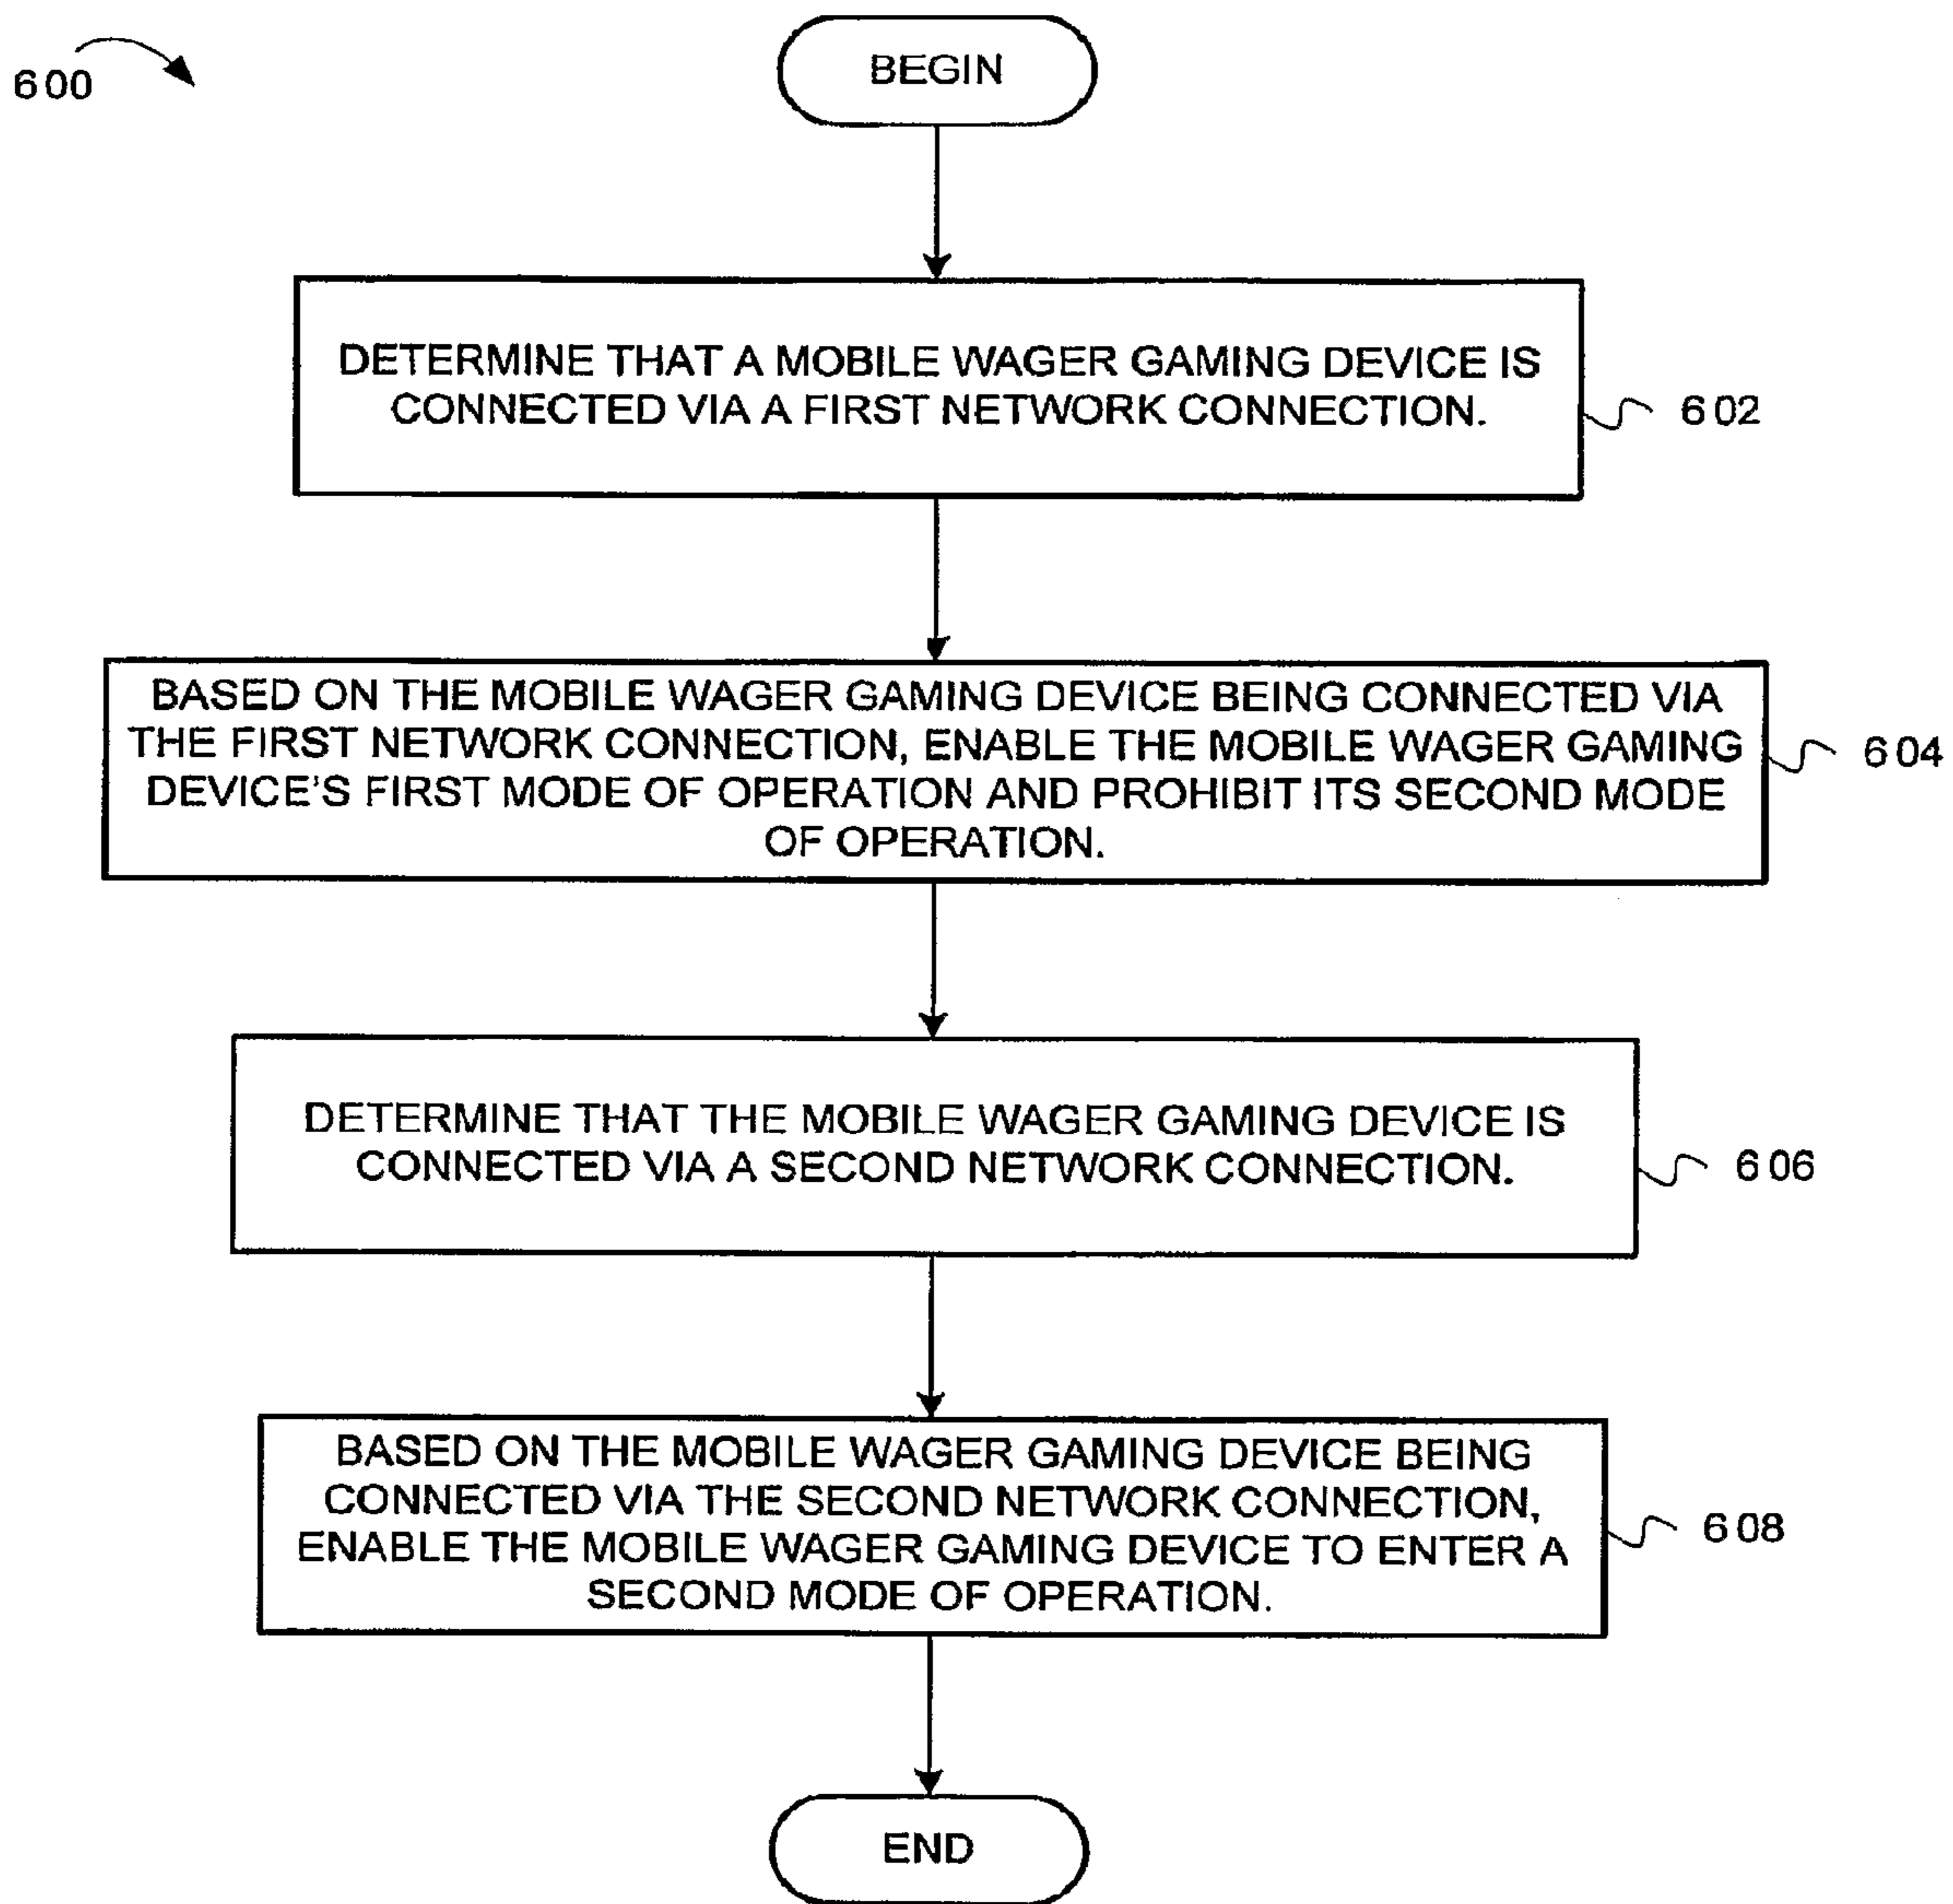 600
BEGIN
DETERMINE THAT A MOBILE WAGER GAMING DEVICE IS
CONNECTED VIA A FIRST NETWORK CONNECTION.
602
BASED ON THE MOBILE WAGER GAMING DEVICE BEING CONNECTED VIA
THE FIRST NETWORK CONNECTION, ENABLE THE MOBILE WAGER GAMING
DEVICE'S FIRST MODE OF OPERATION AND PROHIBIT ITS SECOND MODE
OF OPERATION.
604
DETERMINE THAT THE MOBILE WAGER GAMING DEVICE IS
CONNECTED VIA A SECOND NETWORK CONNECTION.
606
BASED ON THE MOBILE WAGER GAMING DEVICE BEING
CONNECTED VIA THE SECOND NETWORK CONNECTION,
ENABLE THE MOBILE WAGER GAMING DEVICE TO ENTER A
SECOND MODE OF OPERATION.
608
END